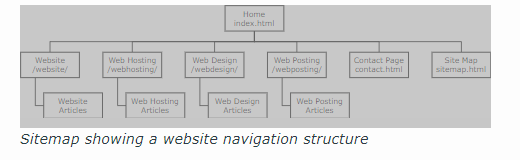 Home
index.html
Website
/website/
Web Hosting
/webhosting/
Web Design
/webdesign/
Web Posting
/webposting/
Contact Page
contact.html
Site Map
sitemap.html
Website
Articles
Web Hosting
Articles
Web Design
Articles
Web Posting
Articles
Sitemap showing a website navigation structure